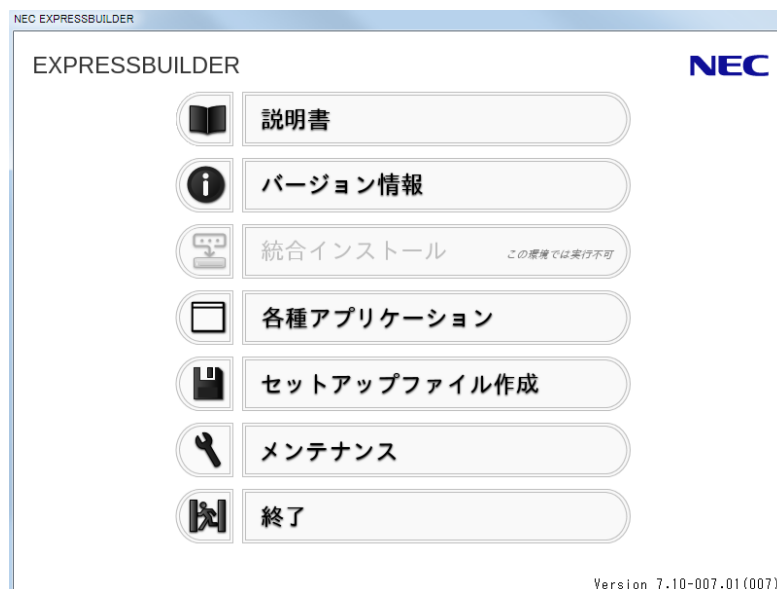 NEC EXPRESSBUILDER
EXPRESSBUILDER
NEC
説明書
バージョン情報
統合インストール この環境では実行不可
各種アプリケーション
セットアップファイル作成
メンテナンス
終了
Version 7.10-007.01(007)